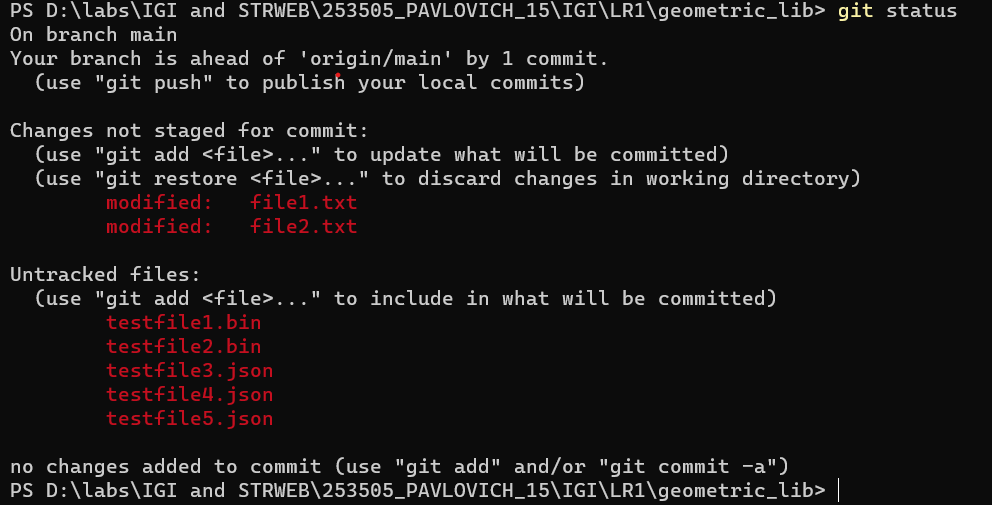 PS D:\labs\IGI and STRWEB\253505_PAVLOVICH_15\IGI\LR1\geometric_lib> git status
On branch main
Your branch is ahead of 'origin/main' by 1 commit.
  (use "git push" to publish your local commits)

Changes not staged for commit:
  (use "git add <file>..." to update what will be committed)
  (use "git restore <file>..." to discard changes in working directory)
        modified:   file1.txt
        modified:   file2.txt

Untracked files:
  (use "git add <file>..." to include in what will be committed)
        testfile1.bin
        testfile2.bin
        testfile3.json
        testfile4.json
        testfile5.json

no changes added to commit (use "git add" and/or "git commit -a")
PS D:\labs\IGI and STRWEB\253505_PAVLOVICH_15\IGI\LR1\geometric_lib>